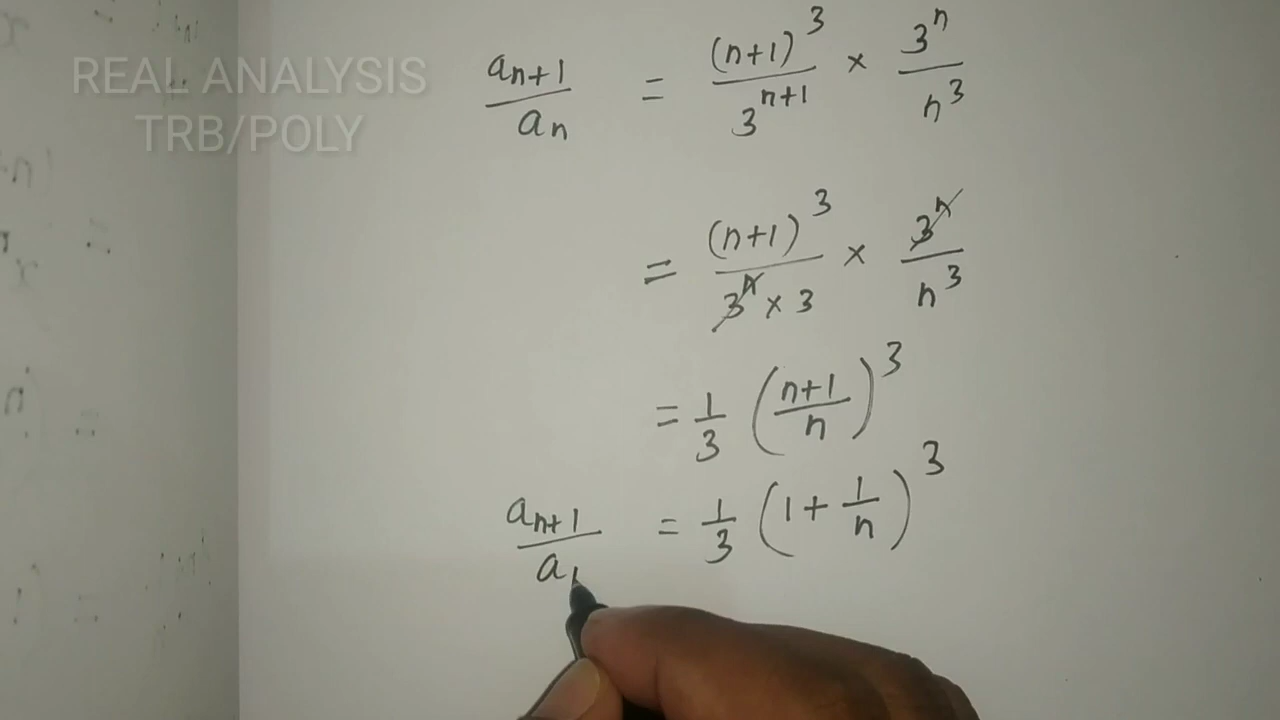 REAL ANALYSIS
TRB/POLY
a_{n+1}/a_n = (n+1)^3/3^{n+1} × 3^n/n^3
= (n+1)^3/(3^n × 3) × 3^n/n^3
= 1/3 ((n+1)/n)^3
a_{n+1}/a = 1/3 (1 + 1/n)^3